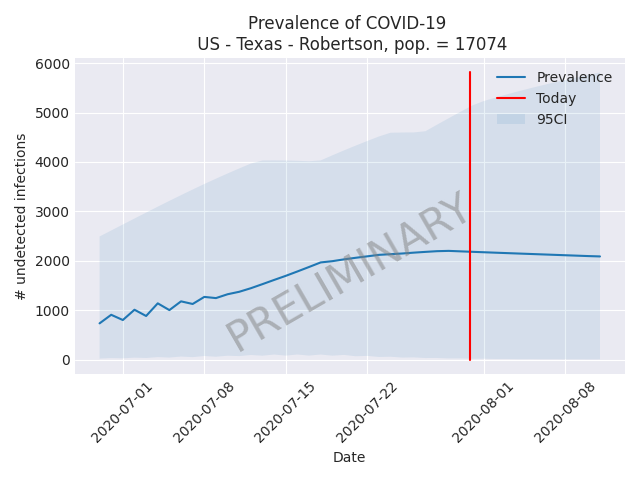 Prevalence of COVID-19
US - Texas - Robertson, pop. = 17074
# undetected infections
6000
5000
4000
3000
2000
1000
0
Prevalence
Today
95CI
PRELIMINARY
2020-07-01
2020-07-08
2020-07-15
2020-07-22
2020-08-01
2020-08-08
Date